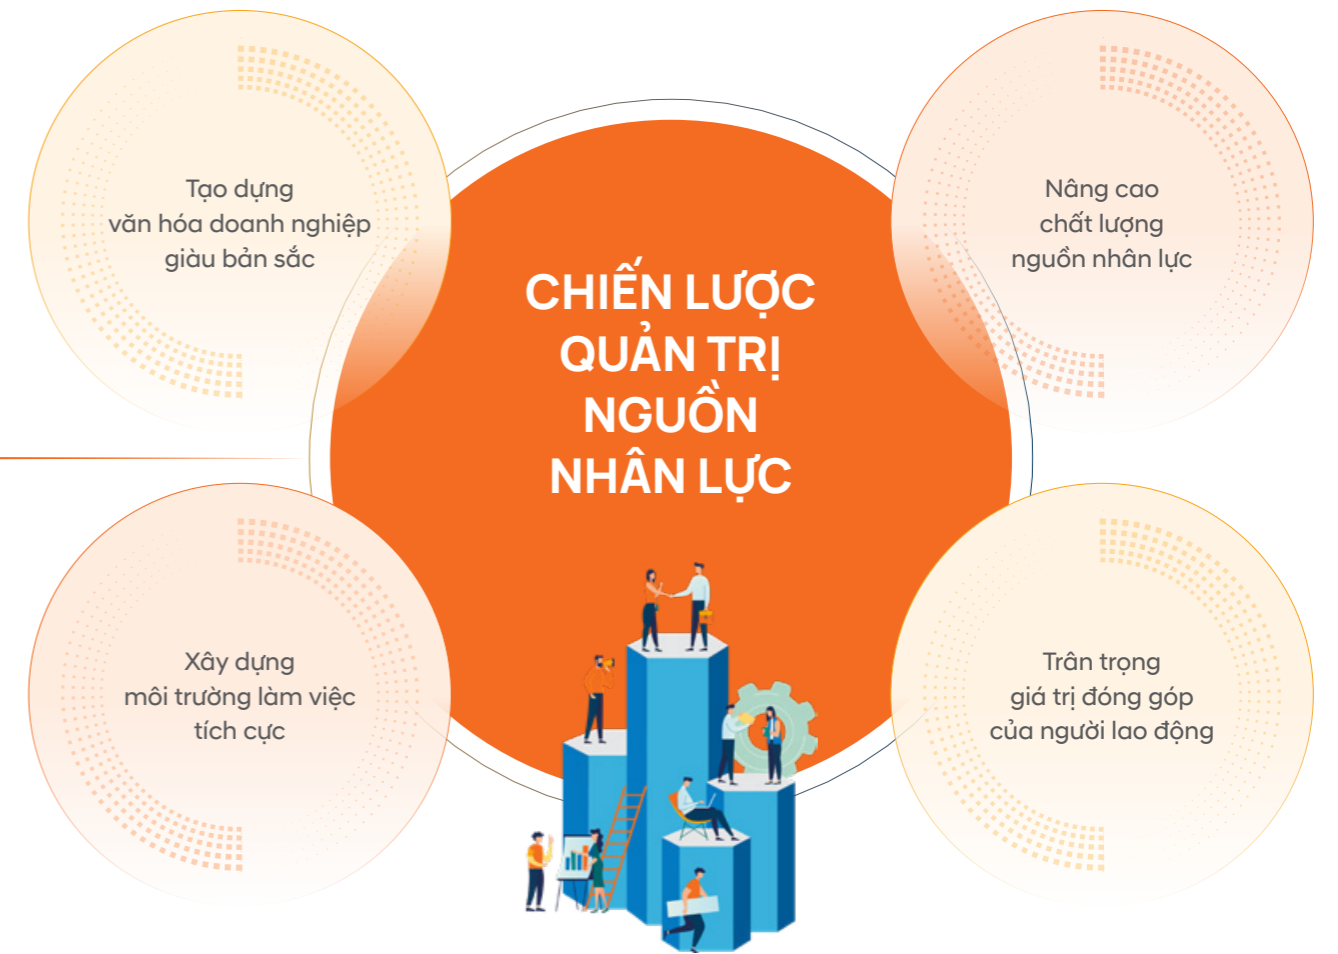 Tạo dựng
văn hóa doanh nghiệp
giàu bản sắc
Nâng cao
chất lượng
nguồn nhân lực
CHIẾN LƯỢC
QUẢN TRỊ
NGUỒN
NHÂN LỰC
Xây dựng
môi trường làm việc
tích cực
Trân trọng
giá trị đóng góp
của người lao động